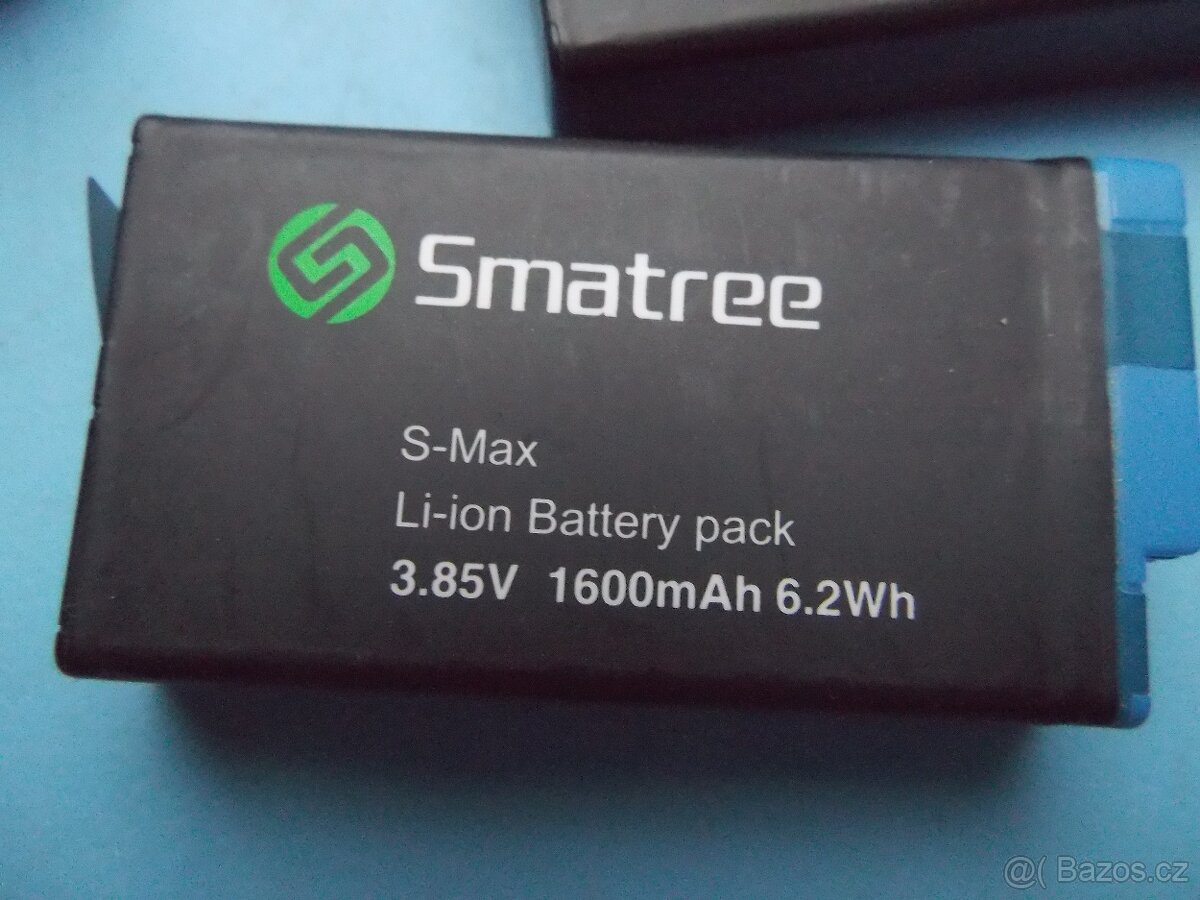 Smatree
S-Max
Li-ion Battery pack
3.85V 1600mAh 6.2Wh
@( Bazos.cz